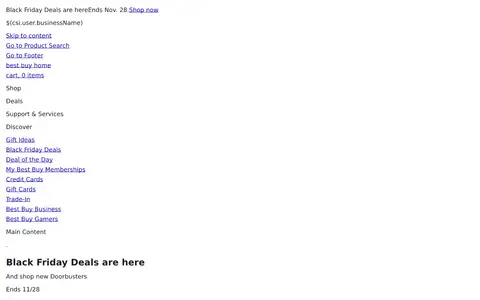 Black Friday Deals are hereEnds Nov. 28 Shop now
${csi.user.businessName}
Skip to content
Go to Product Search
Go to Footer
best buy home
cart, 0 items
Shop
Deals
Support & Services
Discover
Gift Ideas
Black Friday Deals
Deal of the Day
My Best Buy Memberships
Credit Cards
Gift Cards
Trade-In
Best Buy Business
Best Buy Gamers
Main Content
.
Black Friday Deals are here
And shop new Doorbusters
Ends 11/28